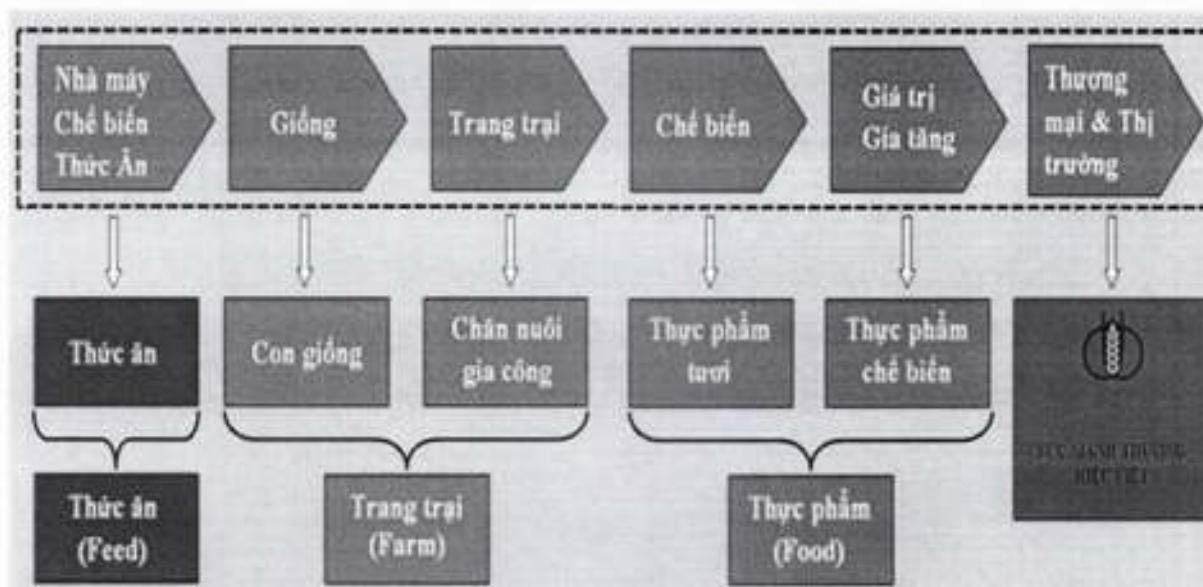 Nhà máy
Chế biến
Thức Ăn
Giống
Trang trại
Chế biến
Giá trị
Gia tăng
Thương
mại & Thị
trường
Thức ăn
Con giống
Chăn nuôi
gia công
Thực phẩm
tươi
Thực phẩm
chế biến
THƯƠNG
VIỆT
Thức ăn
(Feed)
Trang trại
(Farm)
Thực phẩm
(Food)